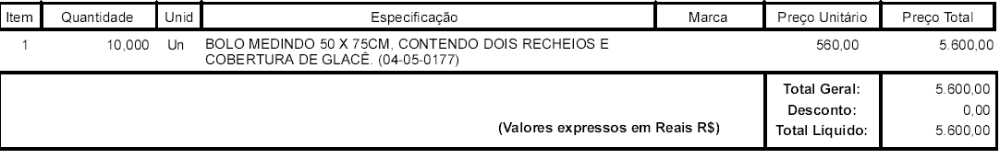 Item Quantidade Unid Especificação Marca Preço Unitário Preço Total
1 10,000 Un BOLO MEDINDO 50 X 75CM, CONTENDO DOIS RECHEIOS E 560,00 5.600,00
COBERTURA DE GLACÊ. (04-05-0177)
Total Geral: 5.600,00
Desconto: 0,00
(Valores expressos em Reais R$) Total Líquido: 5.600,00